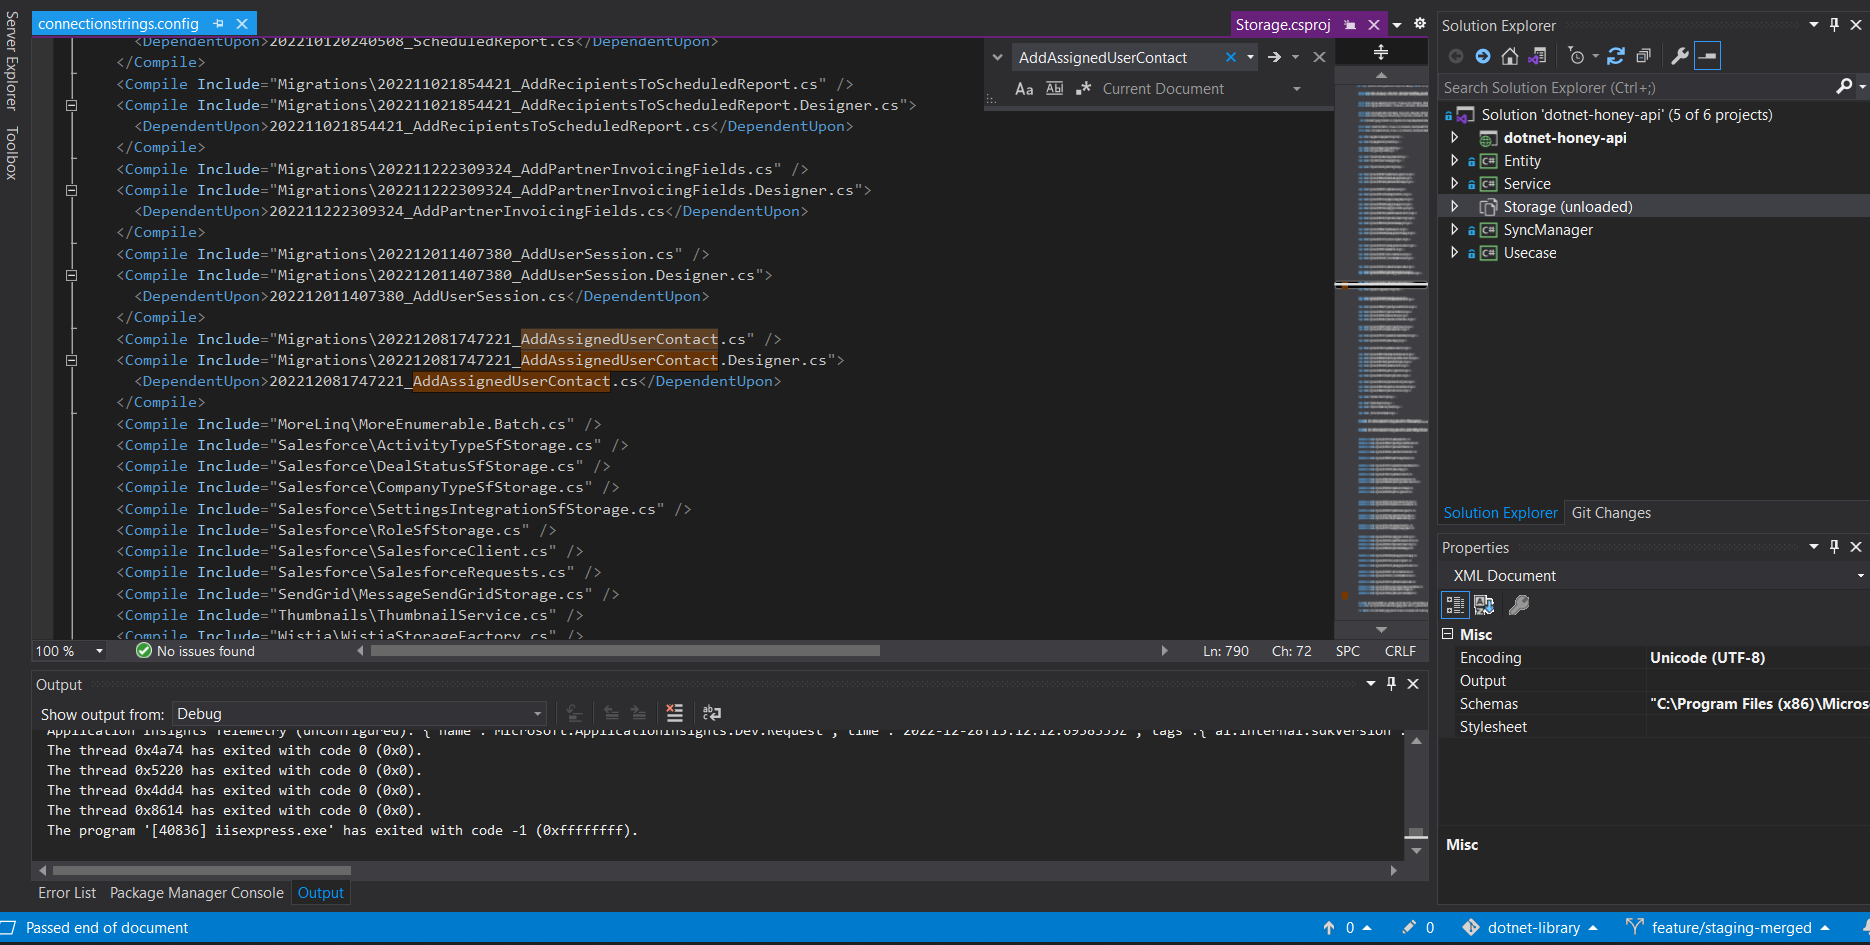 Server Explorer
Toolbox
connectionstrings.config
Storage.csproj
<DependentUpon>202210120240508_ScheduledReport.cs</DependentUpon>
</Compile>
<Compile Include="Migrations\202211021854421_AddRecipientsToScheduledReport.cs" />
<Compile Include="Migrations\202211021854421_AddRecipientsToScheduledReport.Designer.cs">
<DependentUpon>202211021854421_AddRecipientsToScheduledReport.cs</DependentUpon>
</Compile>
<Compile Include="Migrations\202211222309324_AddPartnerInvoicingFields.cs" />
<Compile Include="Migrations\202211222309324_AddPartnerInvoicingFields.Designer.cs">
<DependentUpon>202211222309324_AddPartnerInvoicingFields.cs</DependentUpon>
</Compile>
<Compile Include="Migrations\202212011407380_AddUserSession.cs" />
<Compile Include="Migrations\202212011407380_AddUserSession.Designer.cs">
<DependentUpon>202212011407380_AddUserSession.cs</DependentUpon>
</Compile>
<Compile Include="Migrations\202212081747221_AddAssignedUserContact.cs" />
<Compile Include="Migrations\202212081747221_AddAssignedUserContact.Designer.cs">
<DependentUpon>202212081747221_AddAssignedUserContact.cs</DependentUpon>
</Compile>
<Compile Include="MoreLinq\MoreEnumerable.Batch.cs" />
<Compile Include="Salesforce\ActivityTypeSfStorage.cs" />
<Compile Include="Salesforce\DealStatusSfStorage.cs" />
<Compile Include="Salesforce\CompanyTypeSfStorage.cs" />
<Compile Include="Salesforce\SettingsIntegrationSfStorage.cs" />
<Compile Include="Salesforce\RoleSfStorage.cs" />
<Compile Include="Salesforce\SalesforceClient.cs" />
<Compile Include="Salesforce\SalesforceRequests.cs" />
<Compile Include="SendGrid\MessageSendGridStorage.cs" />
<Compile Include="Thumbnails\ThumbnailService.cs" />
<Compile Include="Wistia\WistiaStorageFactory.cs" />
AddAssignedUserContact
Aa Abl .* Current Document
100 % No issues found Ln: 790 Ch: 72 SPC CRLF
Output
Show output from: Debug
Application Insights Telemetry (unconfigured): {"name":"Microsoft.ApplicationInsights.Dev.Request","time":"2022-12-28T15:12:12.6958555Z","tags":{"ai.internal.sdkVersion":
The thread 0x4a74 has exited with code 0 (0x0).
The thread 0x5220 has exited with code 0 (0x0).
The thread 0x4dd4 has exited with code 0 (0x0).
The thread 0x8614 has exited with code 0 (0x0).
The program '[40836] iisexpress.exe' has exited with code -1 (0xffffffff).
Error List Package Manager Console Output
Solution Explorer
Search Solution Explorer (Ctrl+;)
Solution 'dotnet-honey-api' (5 of 6 projects)
dotnet-honey-api
C# Entity
C# Service
Storage (unloaded)
C# SyncManager
C# Usecase
Solution Explorer Git Changes
Properties
XML Document
Misc
Encoding Unicode (UTF-8)
Output
Schemas "C:\Program Files (x86)\Micros
Stylesheet
Misc
Passed end of document 0 0 dotnet-library feature/staging-merged